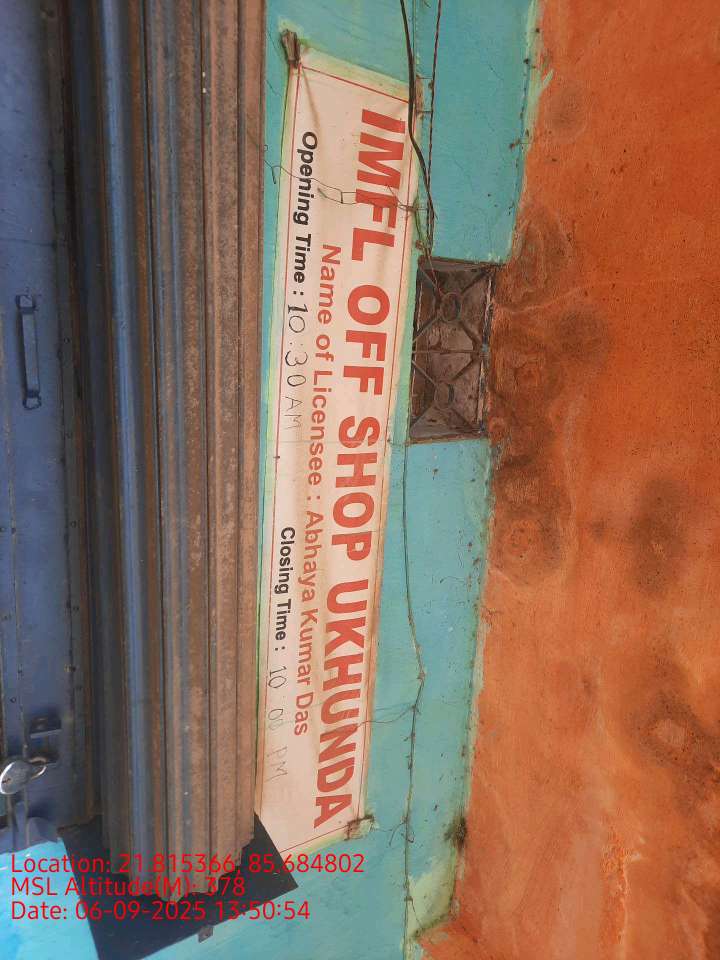 IMFL OFF SHOP UKHUNDA
Name of Licensee : Abhaya Kumar Das
Opening Time : 10:30 AM Closing Time : 10 00 PM
Location: 21.815366, 85.684802
MSL Altitude(M): 378
Date: 06-09-2025 13:50:54